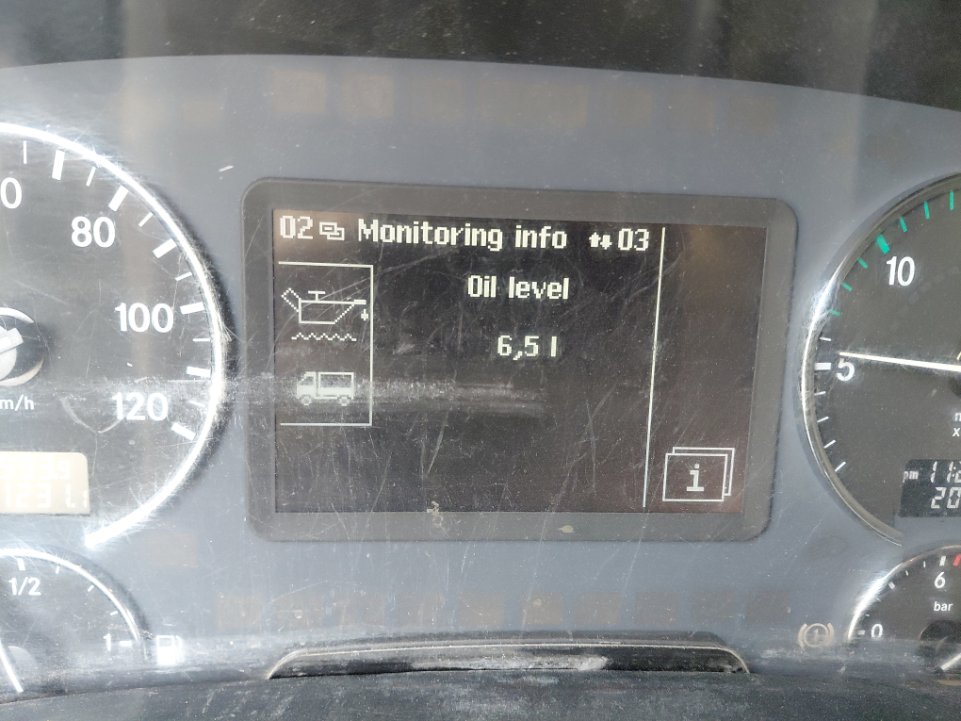 02 Monitoring info 03
Oil level
6,5 l
i
80
100
120
m/h
1/2
1
10
5
6
bar
0